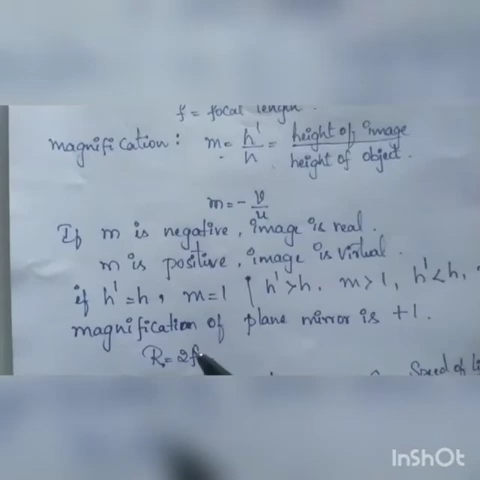 f = focal length.
magnification: m = h'/h = height of image / height of object.
m = - v/u
If m is negative, image is real.
m is positive, image is virtual.
if h' = h, m = 1 | h' > h. m > 1, h' < h,
magnification of plane mirror is +1.
R = 2f
Speed of li
InShOt